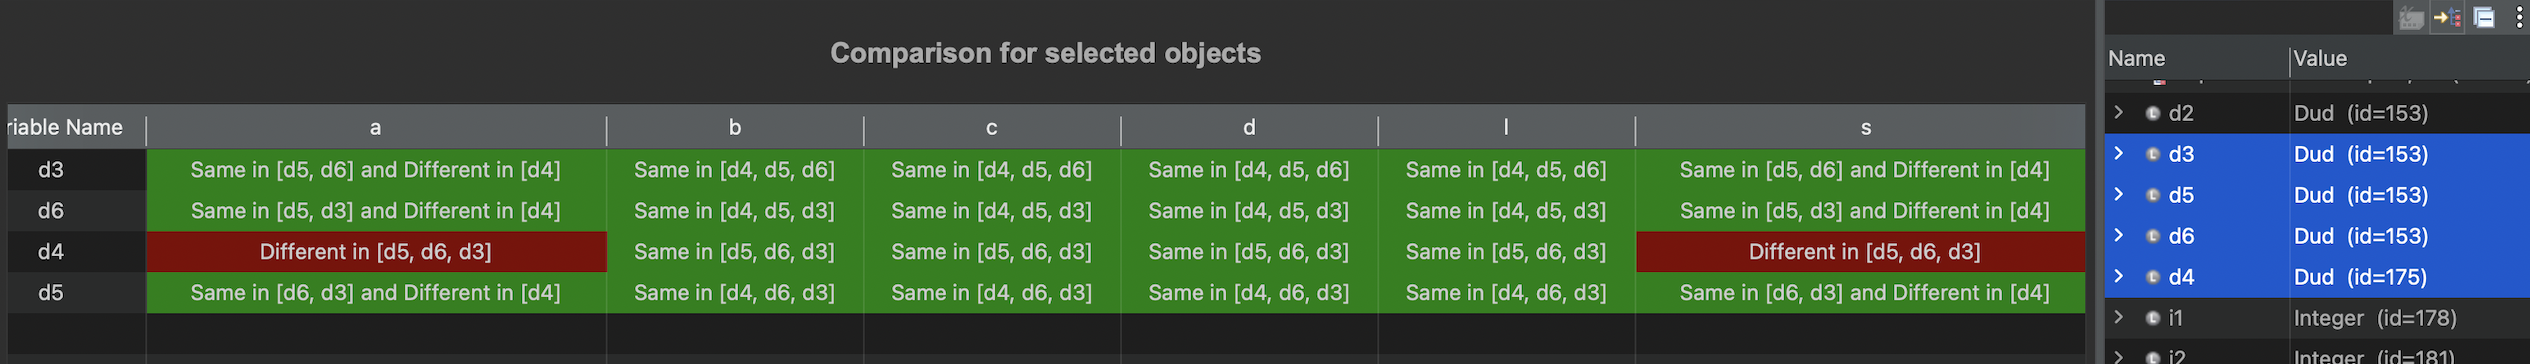 Comparison for selected objects
riable Name a b c d l s
d3 Same in [d5, d6] and Different in [d4] Same in [d4, d5, d6] Same in [d4, d5, d6] Same in [d4, d5, d6] Same in [d4, d5, d6] Same in [d5, d6] and Different in [d4]
d6 Same in [d5, d3] and Different in [d4] Same in [d4, d5, d3] Same in [d4, d5, d3] Same in [d4, d5, d3] Same in [d4, d5, d3] Same in [d5, d3] and Different in [d4]
d4 Different in [d5, d6, d3] Same in [d5, d6, d3] Same in [d5, d6, d3] Same in [d5, d6, d3] Same in [d5, d6, d3] Different in [d5, d6, d3]
d5 Same in [d6, d3] and Different in [d4] Same in [d4, d6, d3] Same in [d4, d6, d3] Same in [d4, d6, d3] Same in [d4, d6, d3] Same in [d6, d3] and Different in [d4]
Name Value
d2 Dud (id=153)
d3 Dud (id=153)
d5 Dud (id=153)
d6 Dud (id=153)
d4 Dud (id=175)
i1 Integer (id=178)
i2 Integer (id=181)